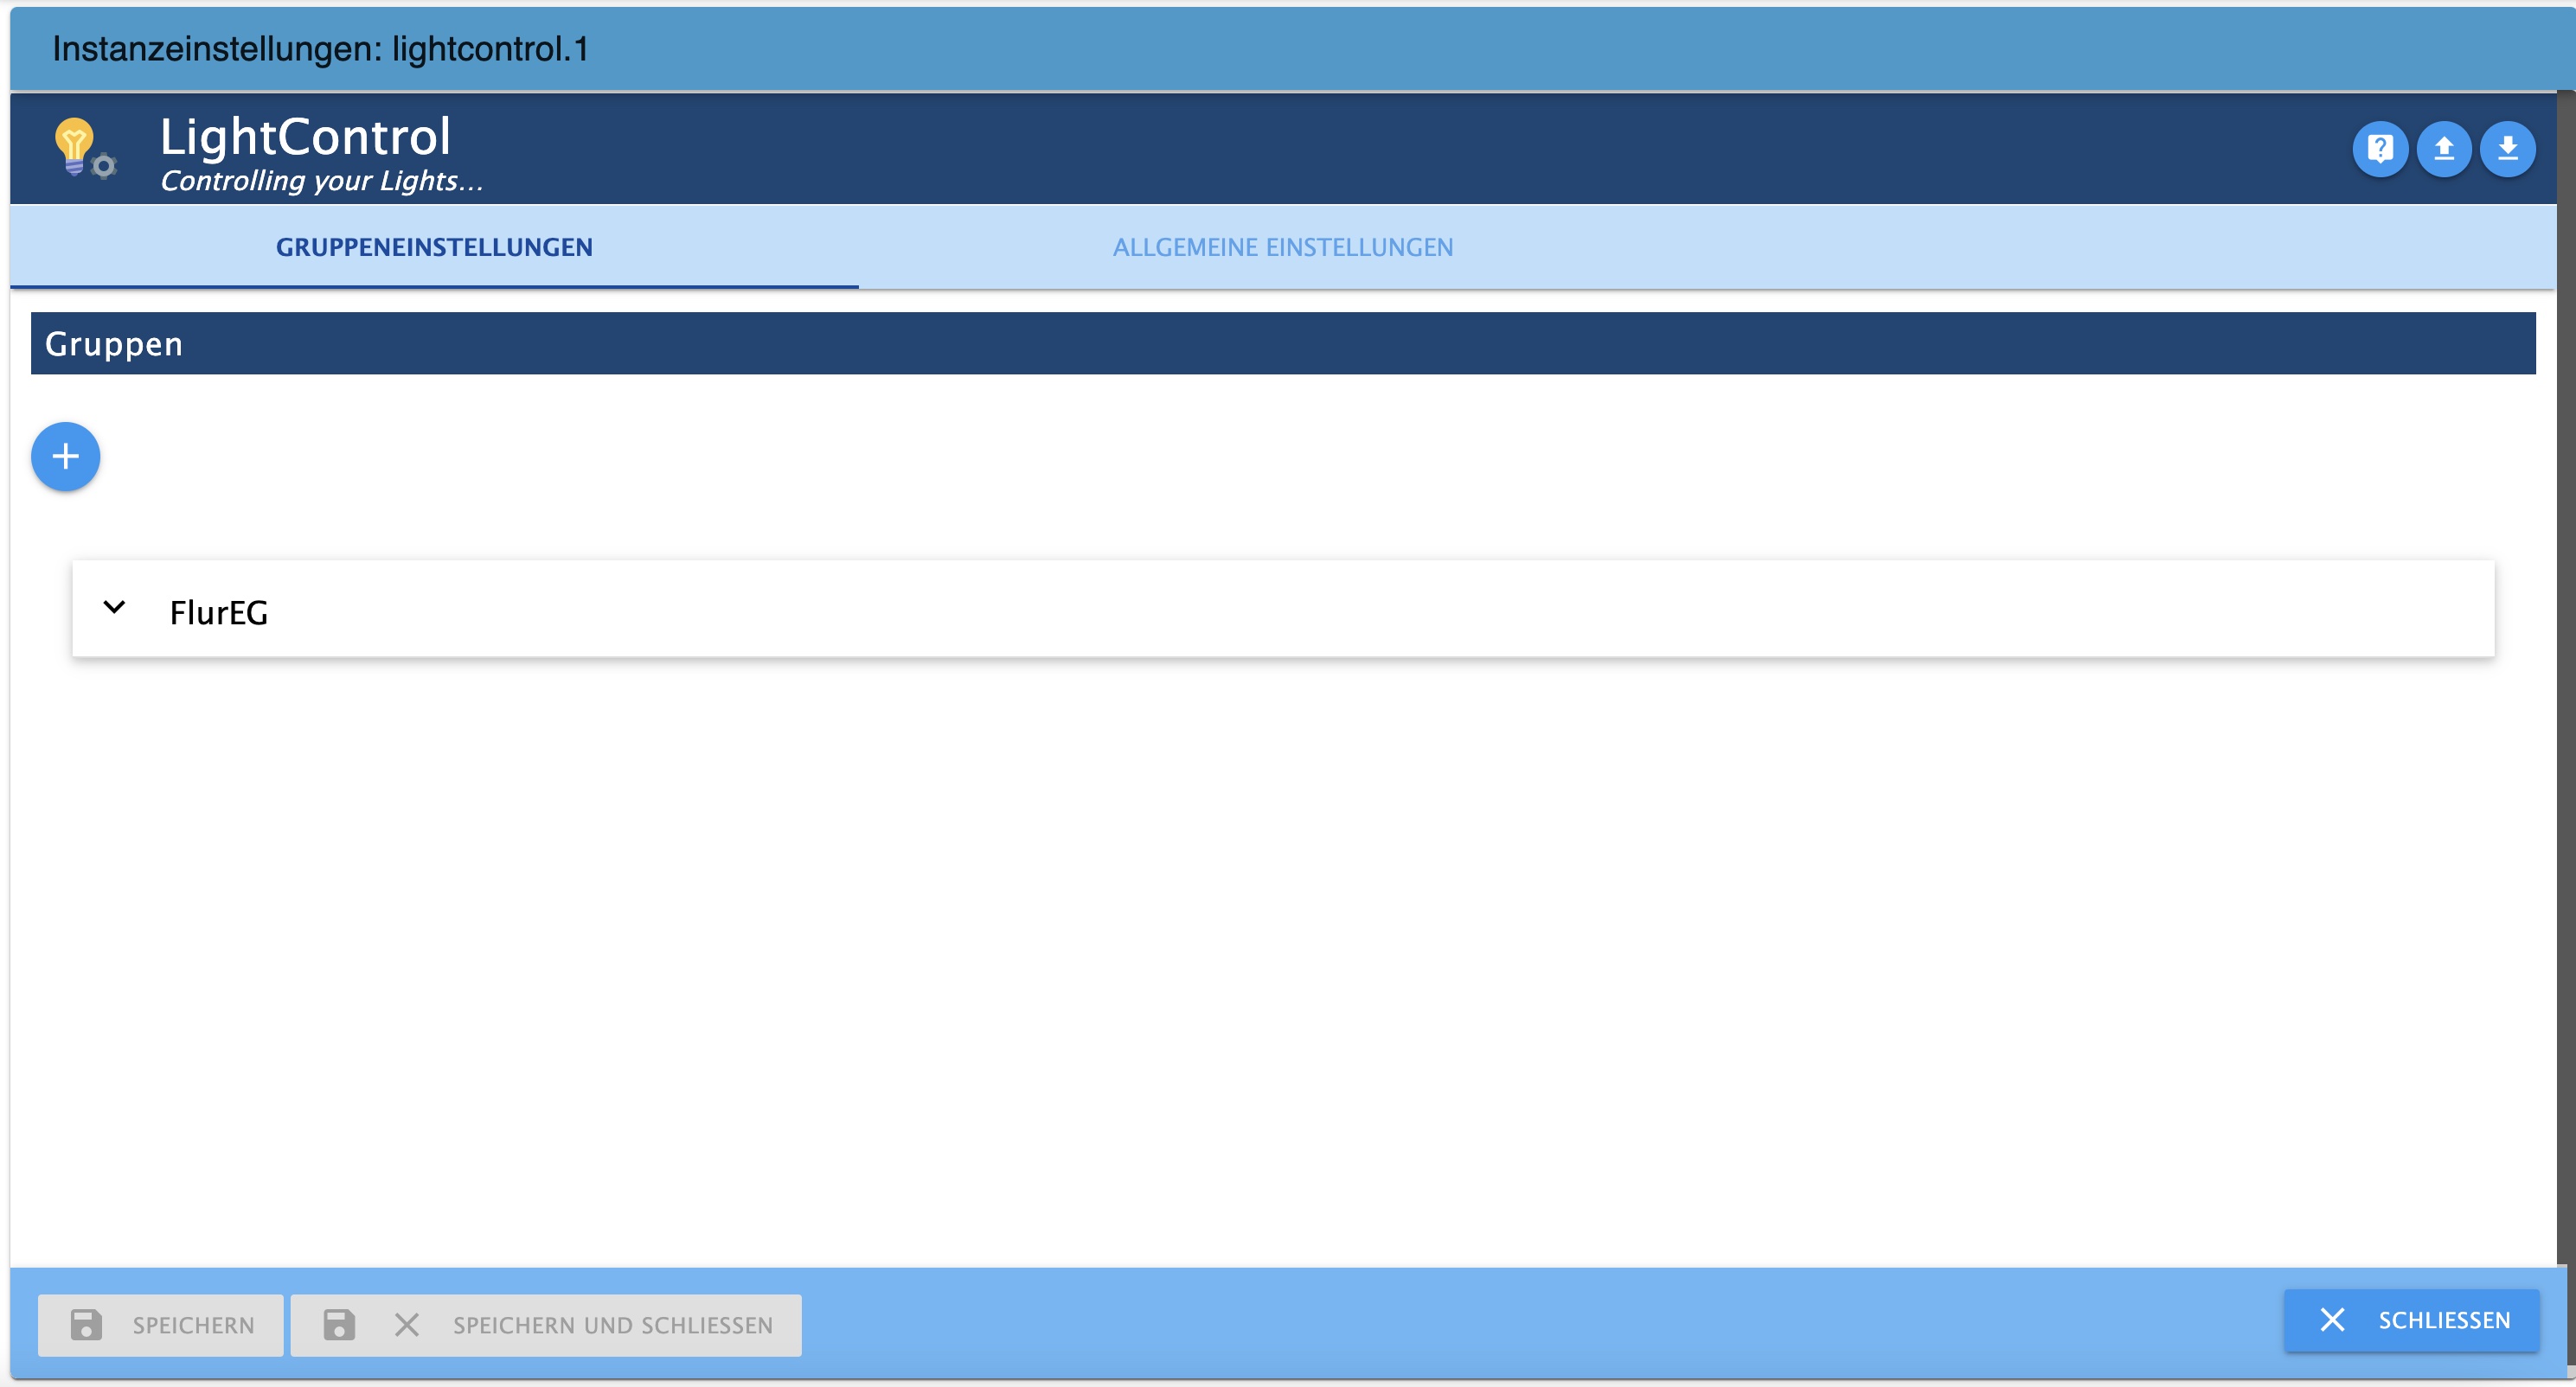 Instanzeinstellungen: lightcontrol.1
LightControl
Controlling your Lights...
GRUPPENEINSTELLUNGEN
ALLGEMEINE EINSTELLUNGEN
Gruppen
FlurEG
SPEICHERN
SPEICHERN UND SCHLIESSEN
SCHLIESSEN